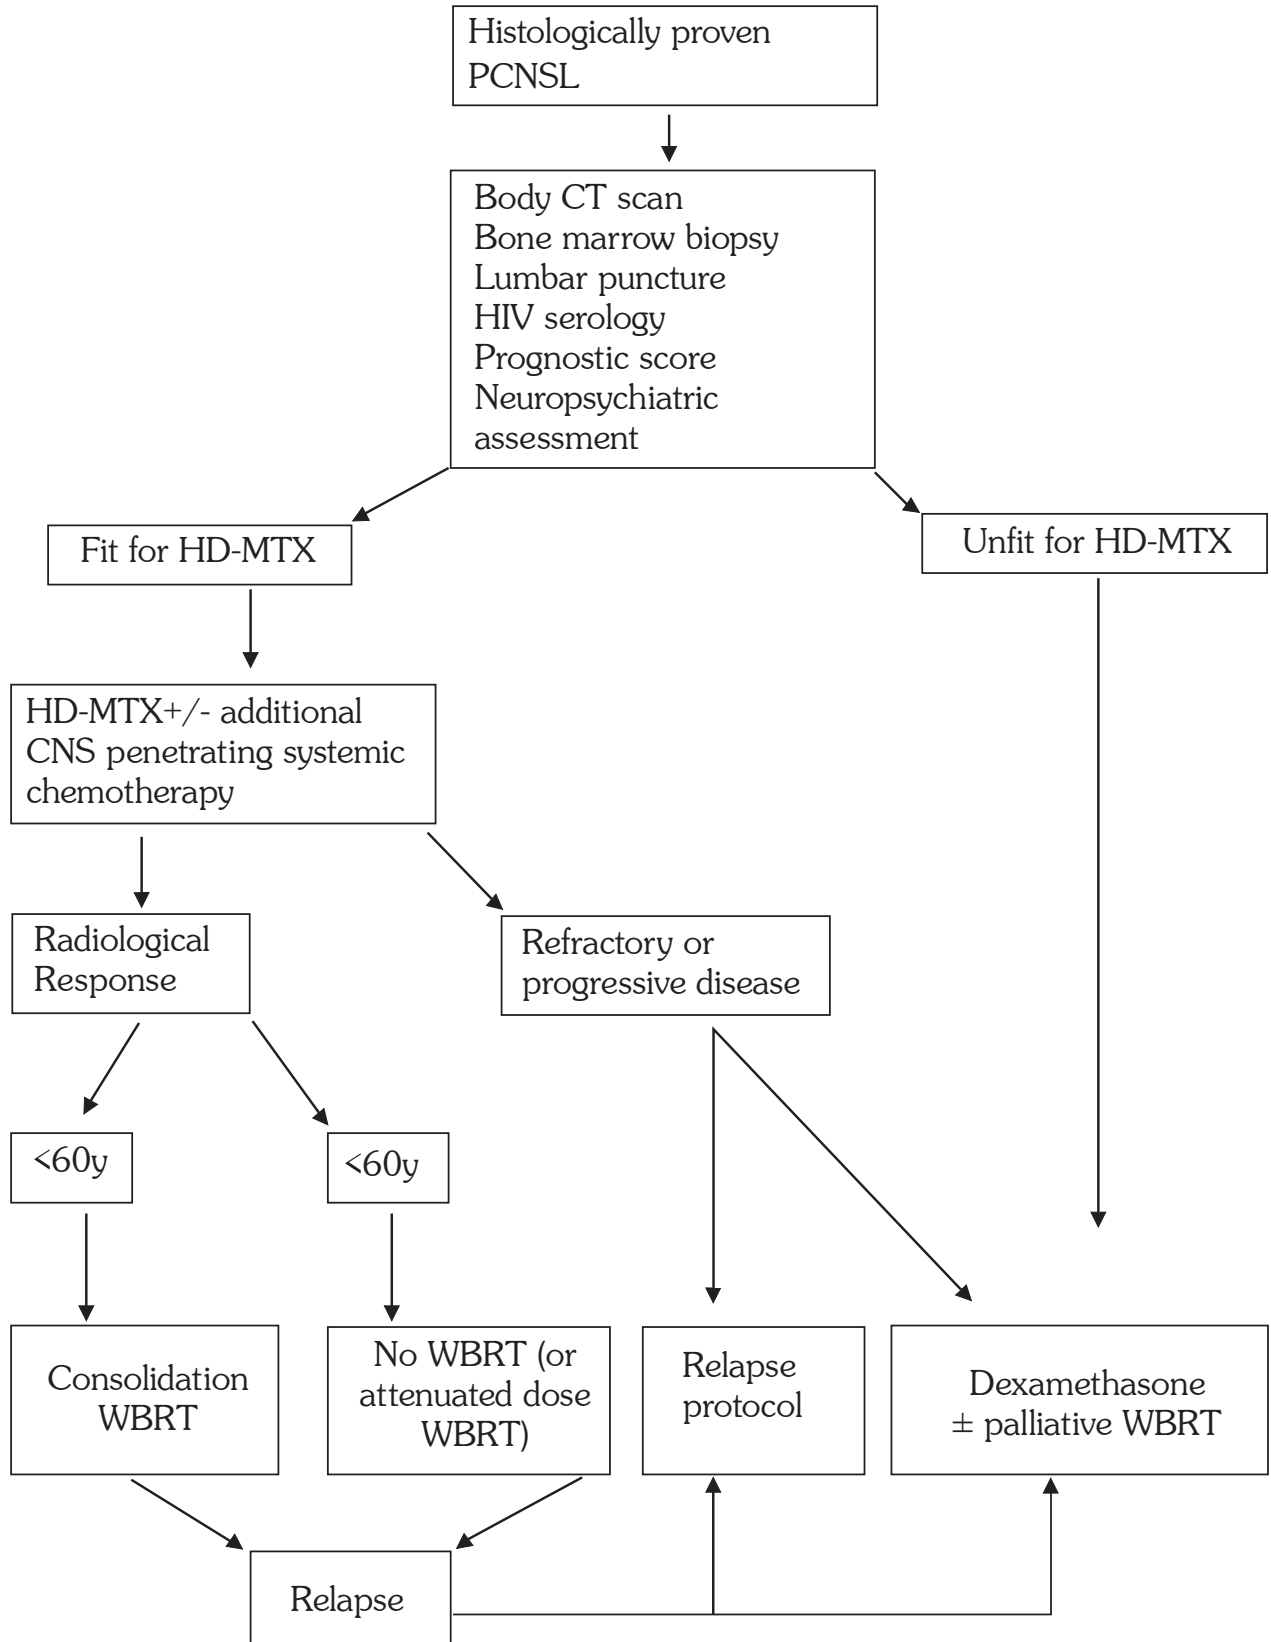 Histologically proven
PCNSL
Body CT scan
Bone marrow biopsy
Lumbar puncture
HIV serology
Prognostic score
Neuropsychiatric
assessment
Fit for HD-MTX
Unfit for HD-MTX
HD-MTX+/- additional
CNS penetrating systemic
chemotherapy
Radiological
Response
Refractory or
progressive disease
<60y
<60y
Consolidation
WBRT
No WBRT (or
attenuated dose
WBRT)
Relapse
protocol
Dexamethasone
± palliative WBRT
Relapse